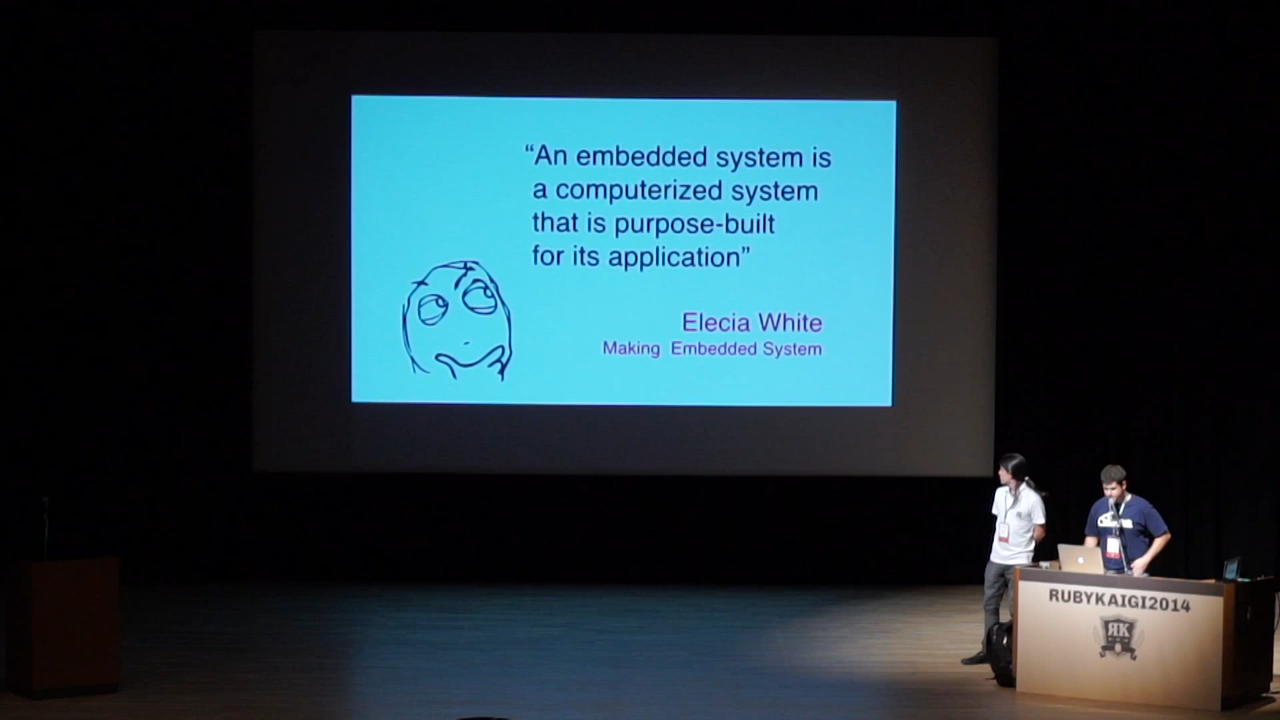 “An embedded system is
a computerized system
that is purpose-built
for its application”
Elecia White
Making Embedded System
RUBYKAIGI2014
RK